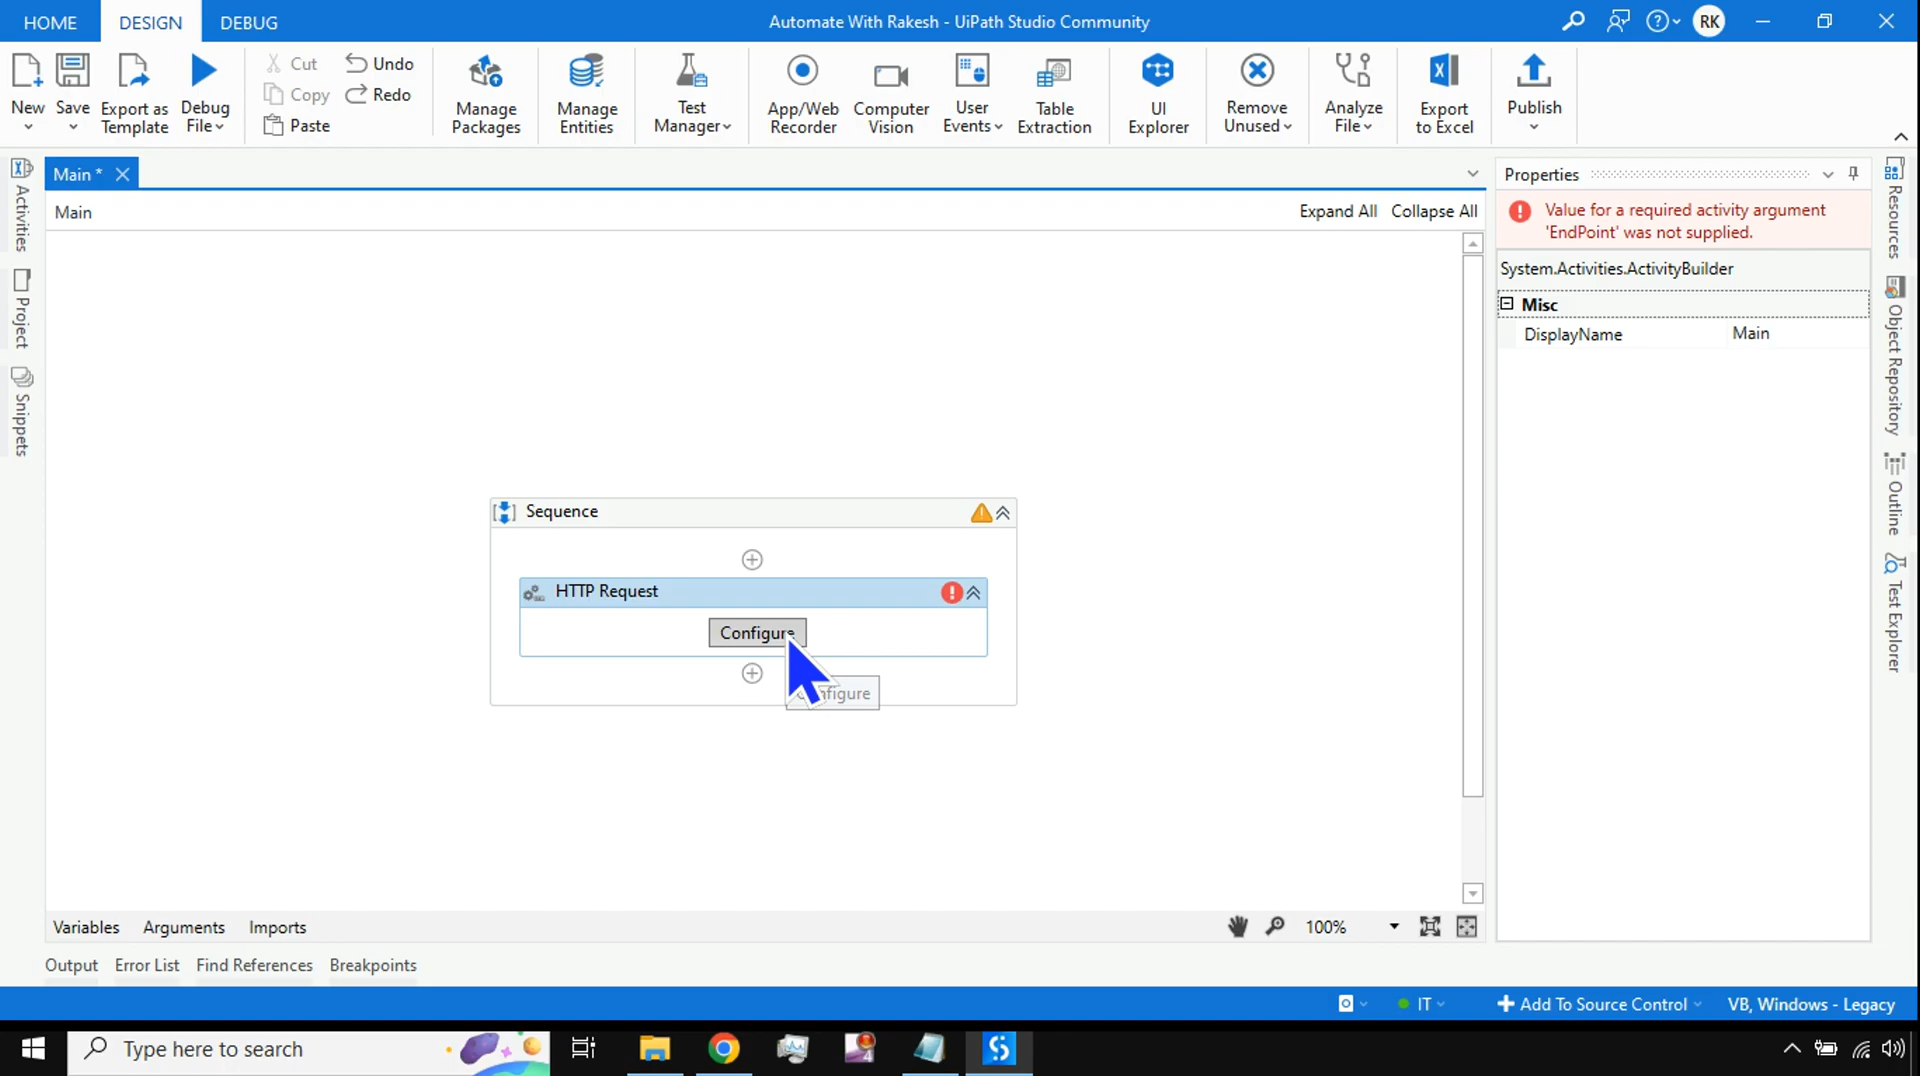 HOME
DESIGN
DEBUG
Automate With Rakesh - UiPath Studio Community
RK
New
Save
Export as
Template
Debug
File
Cut
Copy
Paste
Undo
Redo
Manage
Packages
Manage
Entities
Test
Manager
App/Web
Recorder
Computer
Vision
User
Events
Table
Extraction
UI
Explorer
Remove
Unused
Analyze
File
Export
to Excel
Publish
Activities
Project
Snippets
Main *
Main
Expand All
Collapse All
Sequence
HTTP Request
Configure
Properties
Value for a required activity argument
'EndPoint' was not supplied.
System.Activities.ActivityBuilder
Misc
DisplayName
Main
Resources
Object Repository
Outline
Test Explorer
Variables
Arguments
Imports
100%
Output
Error List
Find References
Breakpoints
IT
Add To Source Control
VB, Windows - Legacy
Type here to search
4